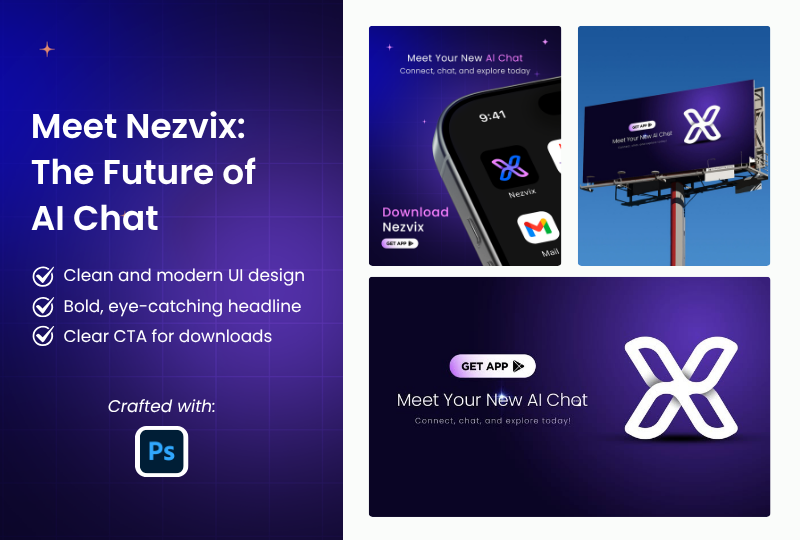 Meet Nezvix:
The Future of
AI Chat
Clean and modern UI design
Bold, eye-catching headline
Clear CTA for downloads
Crafted with:
Ps
Meet Your New AI Chat
Connect, chat, and explore today
9:41
Nezvix
Mail
Download
Nezvix
GET APP
GET APP
Meet Your New AI Chat
GET APP
Meet Your New AI Chat
Connect, chat, and explore today!